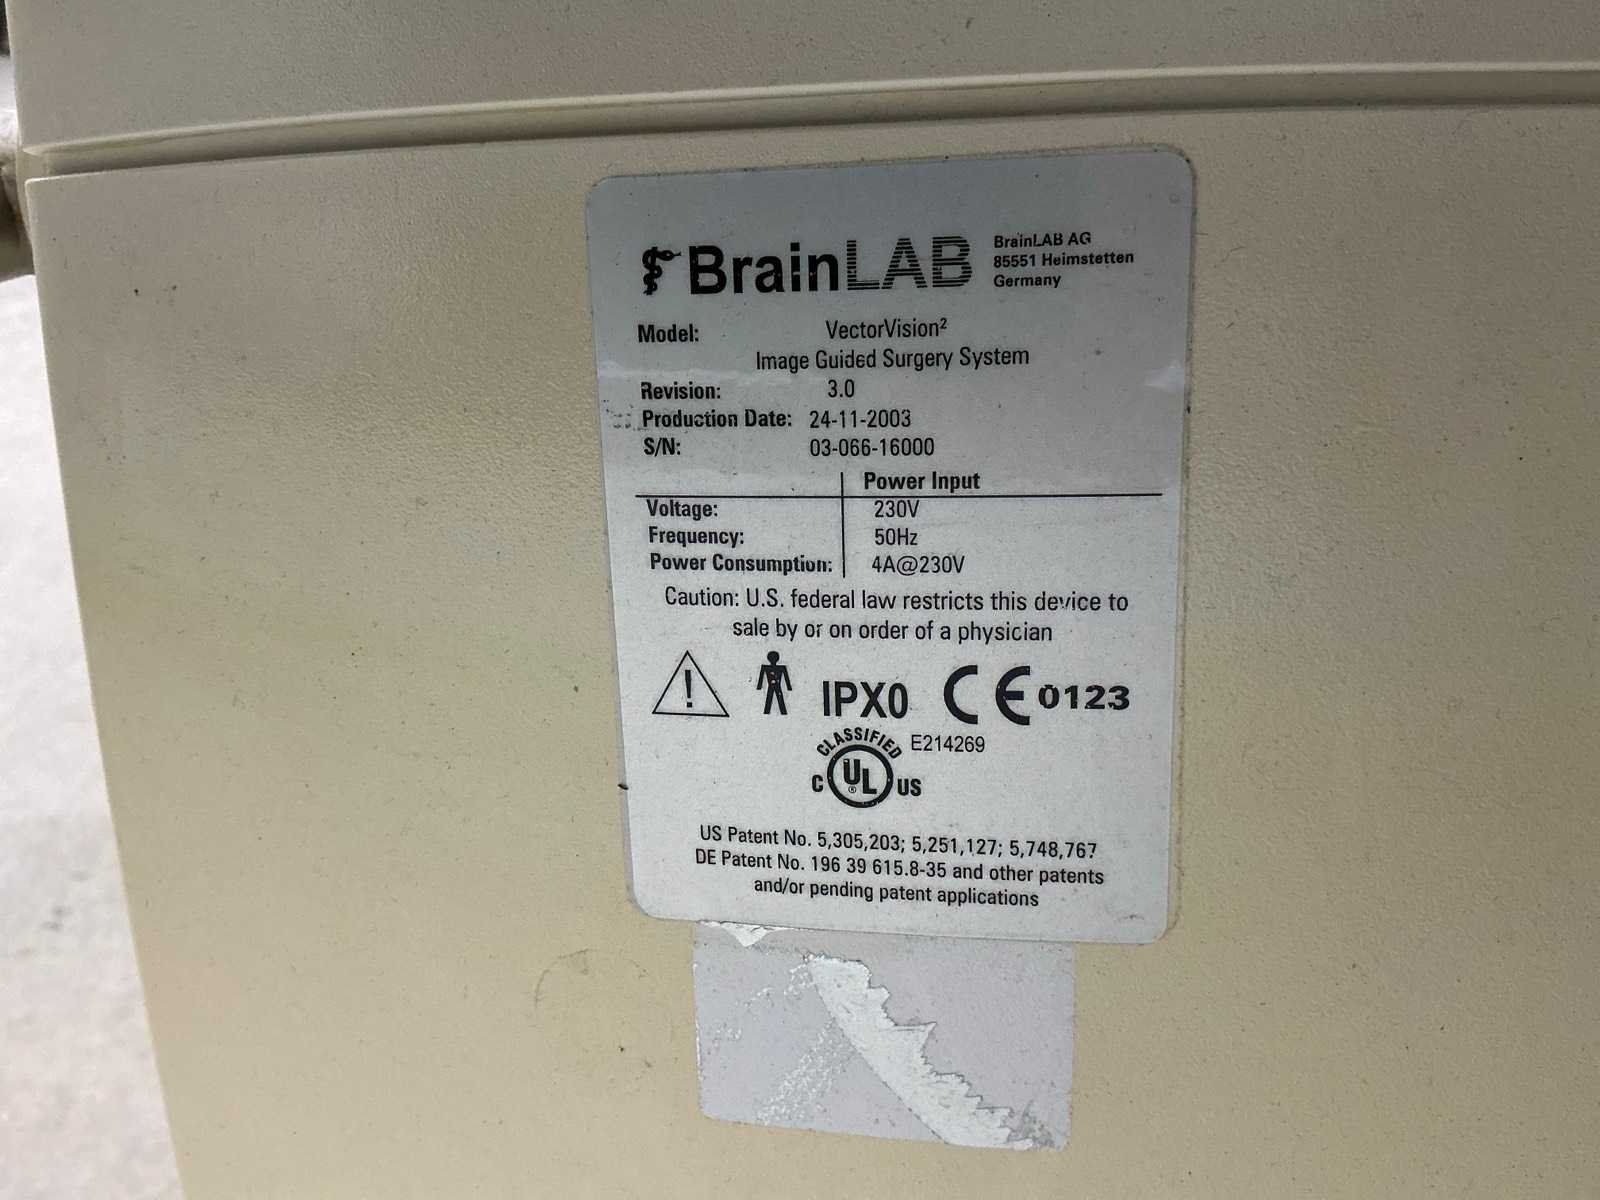 BrainLAB
BrainLAB AG
85551 Heimstetten
Germany
Model: VectorVision²
Image Guided Surgery System
Revision: 3.0
Production Date: 24-11-2003
S/N: 03-066-16000
Power Input
Voltage: 230V
Frequency: 50Hz
Power Consumption: 4A@230V
Caution: U.S. federal law restricts this device to
sale by or on order of a physician
! IPX0 CE 0123
CLASSIFIED E214269
C UL ® US
US Patent No. 5,305,203; 5,251,127; 5,748,767
DE Patent No. 196 39 615.8-35 and other patents
and/or pending patent applications